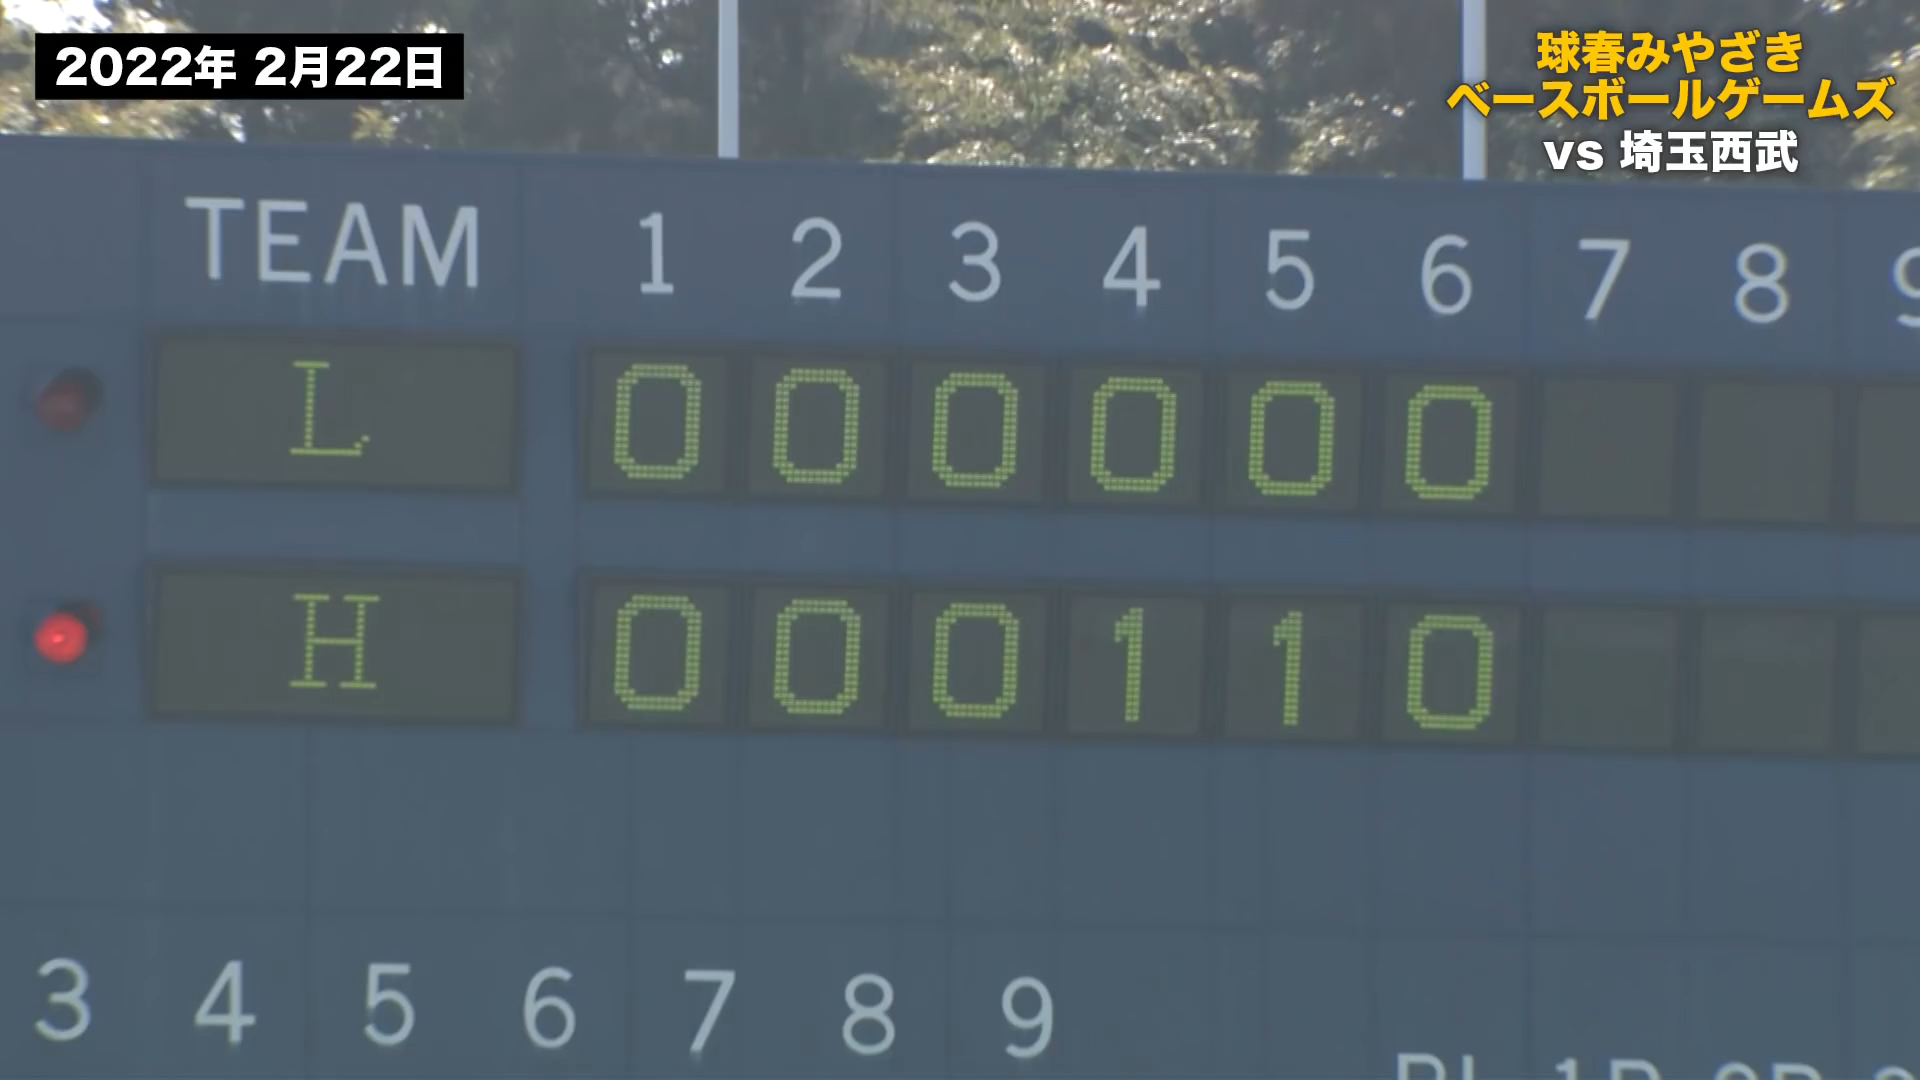 2022年 2月22日
球春みやざき
ベースボールゲームズ
vs 埼玉西武
TEAM 1 2 3 4 5 6 7 8 9
L 0 0 0 0 0 0
H 0 0 0 1 1 0
3 4 5 6 7 8 9